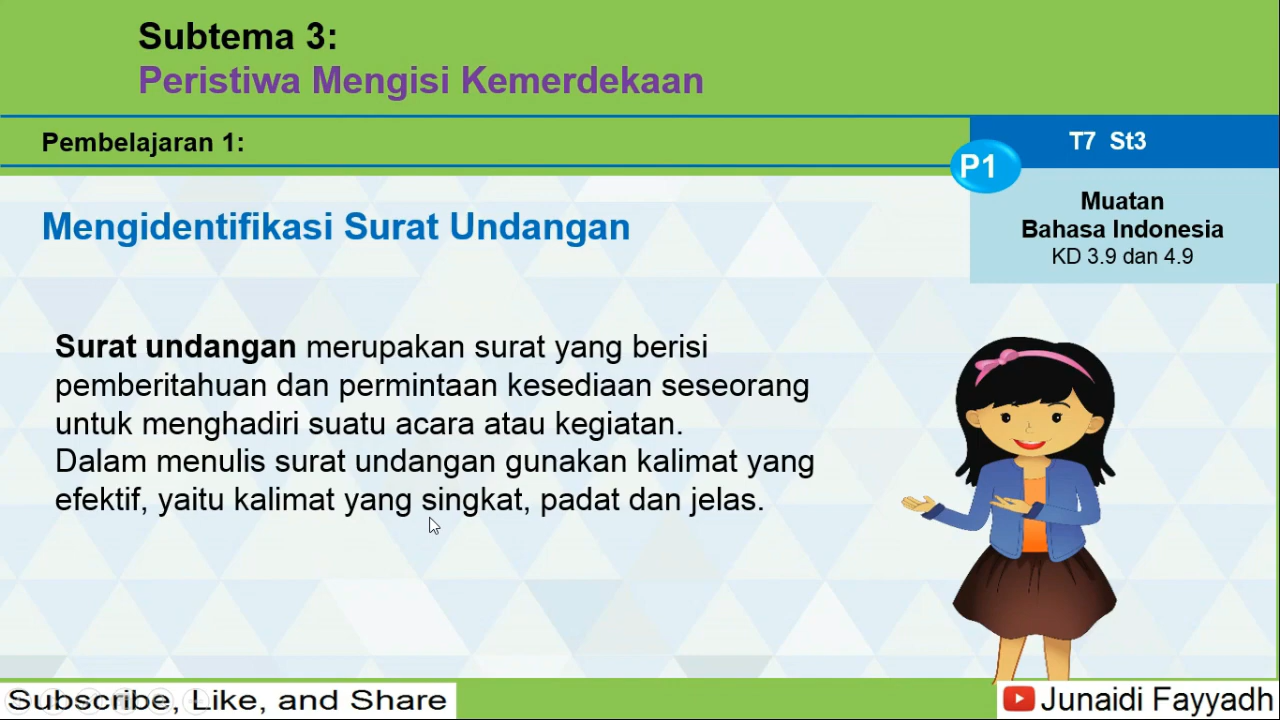 Subtema 3:
Peristiwa Mengisi Kemerdekaan
Pembelajaran 1:
T7 St3
P1
Muatan
Bahasa Indonesia
KD 3.9 dan 4.9
Mengidentifikasi Surat Undangan
Surat undangan merupakan surat yang berisi
pemberitahuan dan permintaan kesediaan seseorang
untuk menghadiri suatu acara atau kegiatan.
Dalam menulis surat undangan gunakan kalimat yang
efektif, yaitu kalimat yang singkat, padat dan jelas.
Subscribe, Like, and Share
Junaidi Fayyadh